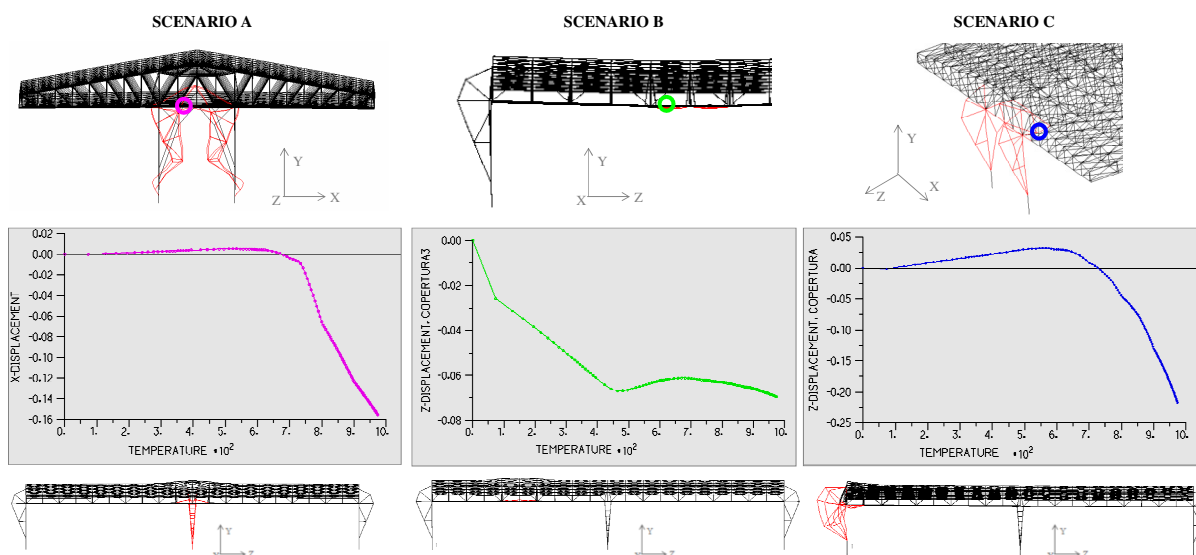 SCENARIO A
SCENARIO B
SCENARIO C
Y
Z
X
Y
X
Z
Y
Z
X
0.02
0.00
-0.02
-0.04
-0.06
-0.08
-0.10
-0.12
-0.14
-0.16
X-DISPLACEMENT
0. 1. 2. 3. 4. 5. 6. 7. 8. 9. 10.
TEMPERATURE *10²
0.00
-0.02
-0.04
-0.06
-0.08
Z-DISPLACEMENT, COPERTURA3
0. 1. 2. 3. 4. 5. 6. 7. 8. 9. 10.
TEMPERATURE *10²
0.05
0.00
-0.05
-0.10
-0.15
-0.20
-0.25
Z-DISPLACEMENT, COPERTURA
0. 1. 2. 3. 4. 5. 6. 7. 8. 9. 10.
TEMPERATURE *10²
Y
Z
Y
X
Z
Y
X
Z